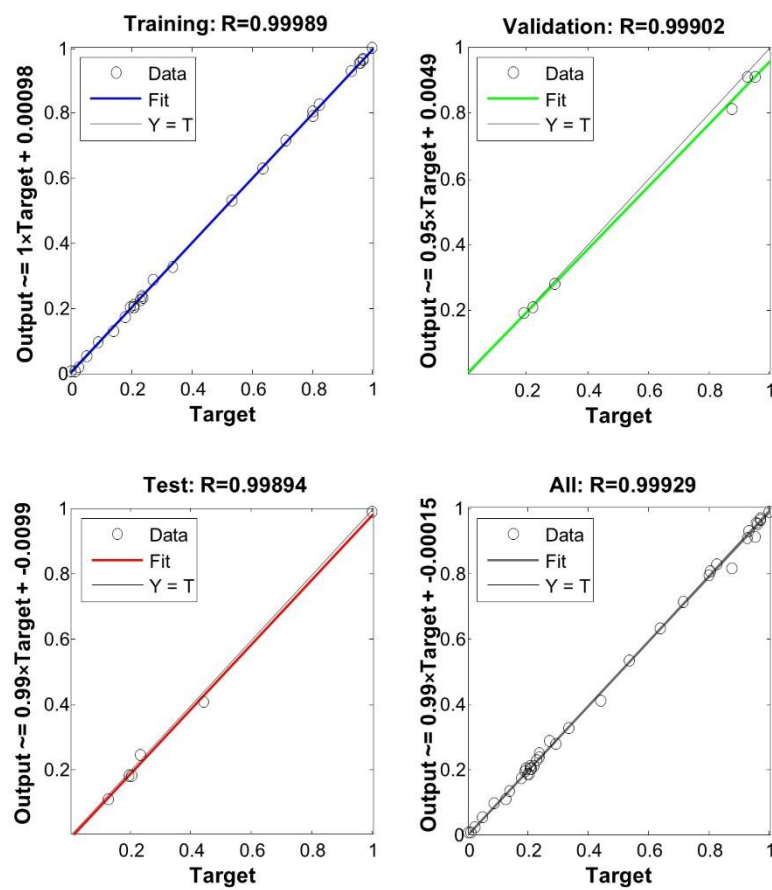 Training: R=0.99989
Output ~= 1×Target + 0.00098
1
0.8
0.6
0.4
0.2
0
Data
Fit
Y = T
0 0.2 0.4 0.6 0.8 1
Target
Validation: R=0.99902
Output ~= 0.95×Target + 0.0049
1
0.8
0.6
0.4
0.2
Data
Fit
Y = T
0.2 0.4 0.6 0.8 1
Target
Test: R=0.99894
Output ~= 0.99×Target + -0.0099
1
0.8
0.6
0.4
0.2
Data
Fit
Y = T
0.2 0.4 0.6 0.8 1
Target
All: R=0.99929
Output ~= 0.99×Target + -0.00015
1
0.8
0.6
0.4
0.2
0
Data
Fit
Y = T
0 0.2 0.4 0.6 0.8 1
Target